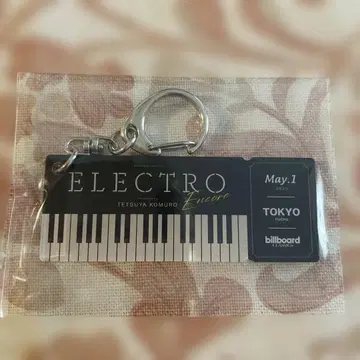 ELECTRO
Encore
TETSUYA KOMURO
May.1
TOKYO
billboard